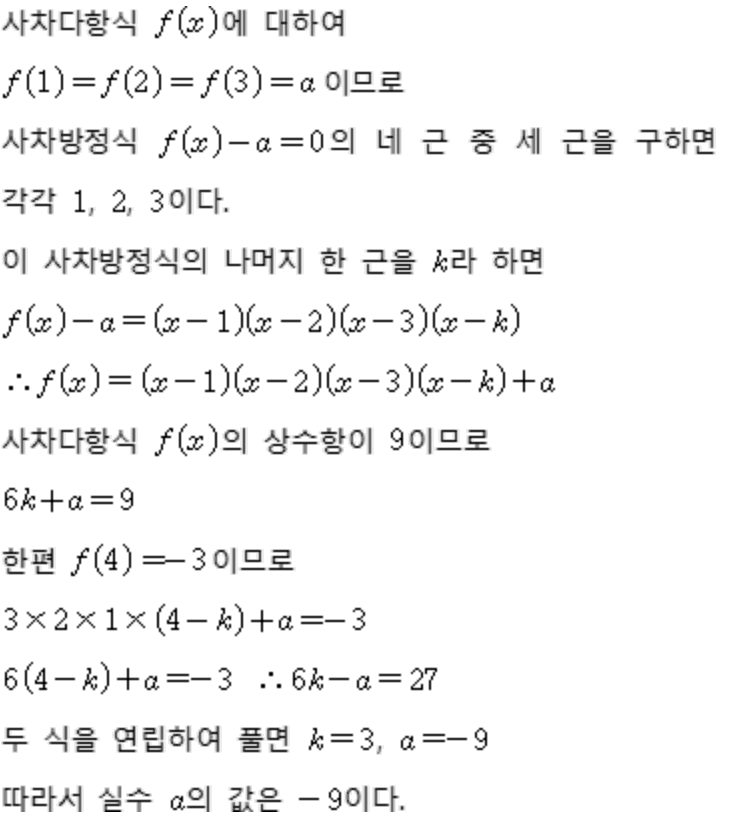 사차다항식 f(x)에 대하여
f(1)=f(2)=f(3)=a 이므로
사차방정식 f(x)-a=0의 네 근 중 세 근을 구하면
각각 1, 2, 3이다.
이 사차방정식의 나머지 한 근을 k라 하면
f(x)-a=(x-1)(x-2)(x-3)(x-k)
∴f(x)=(x-1)(x-2)(x-3)(x-k)+a
사차다항식 f(x)의 상수항이 9이므로
6k+a=9
한편 f(4)=-3이므로
3×2×1×(4-k)+a=-3
6(4-k)+a=-3 ∴6k-a=27
두 식을 연립하여 풀면 k=3, a=-9
따라서 실수 a의 값은 -9이다.